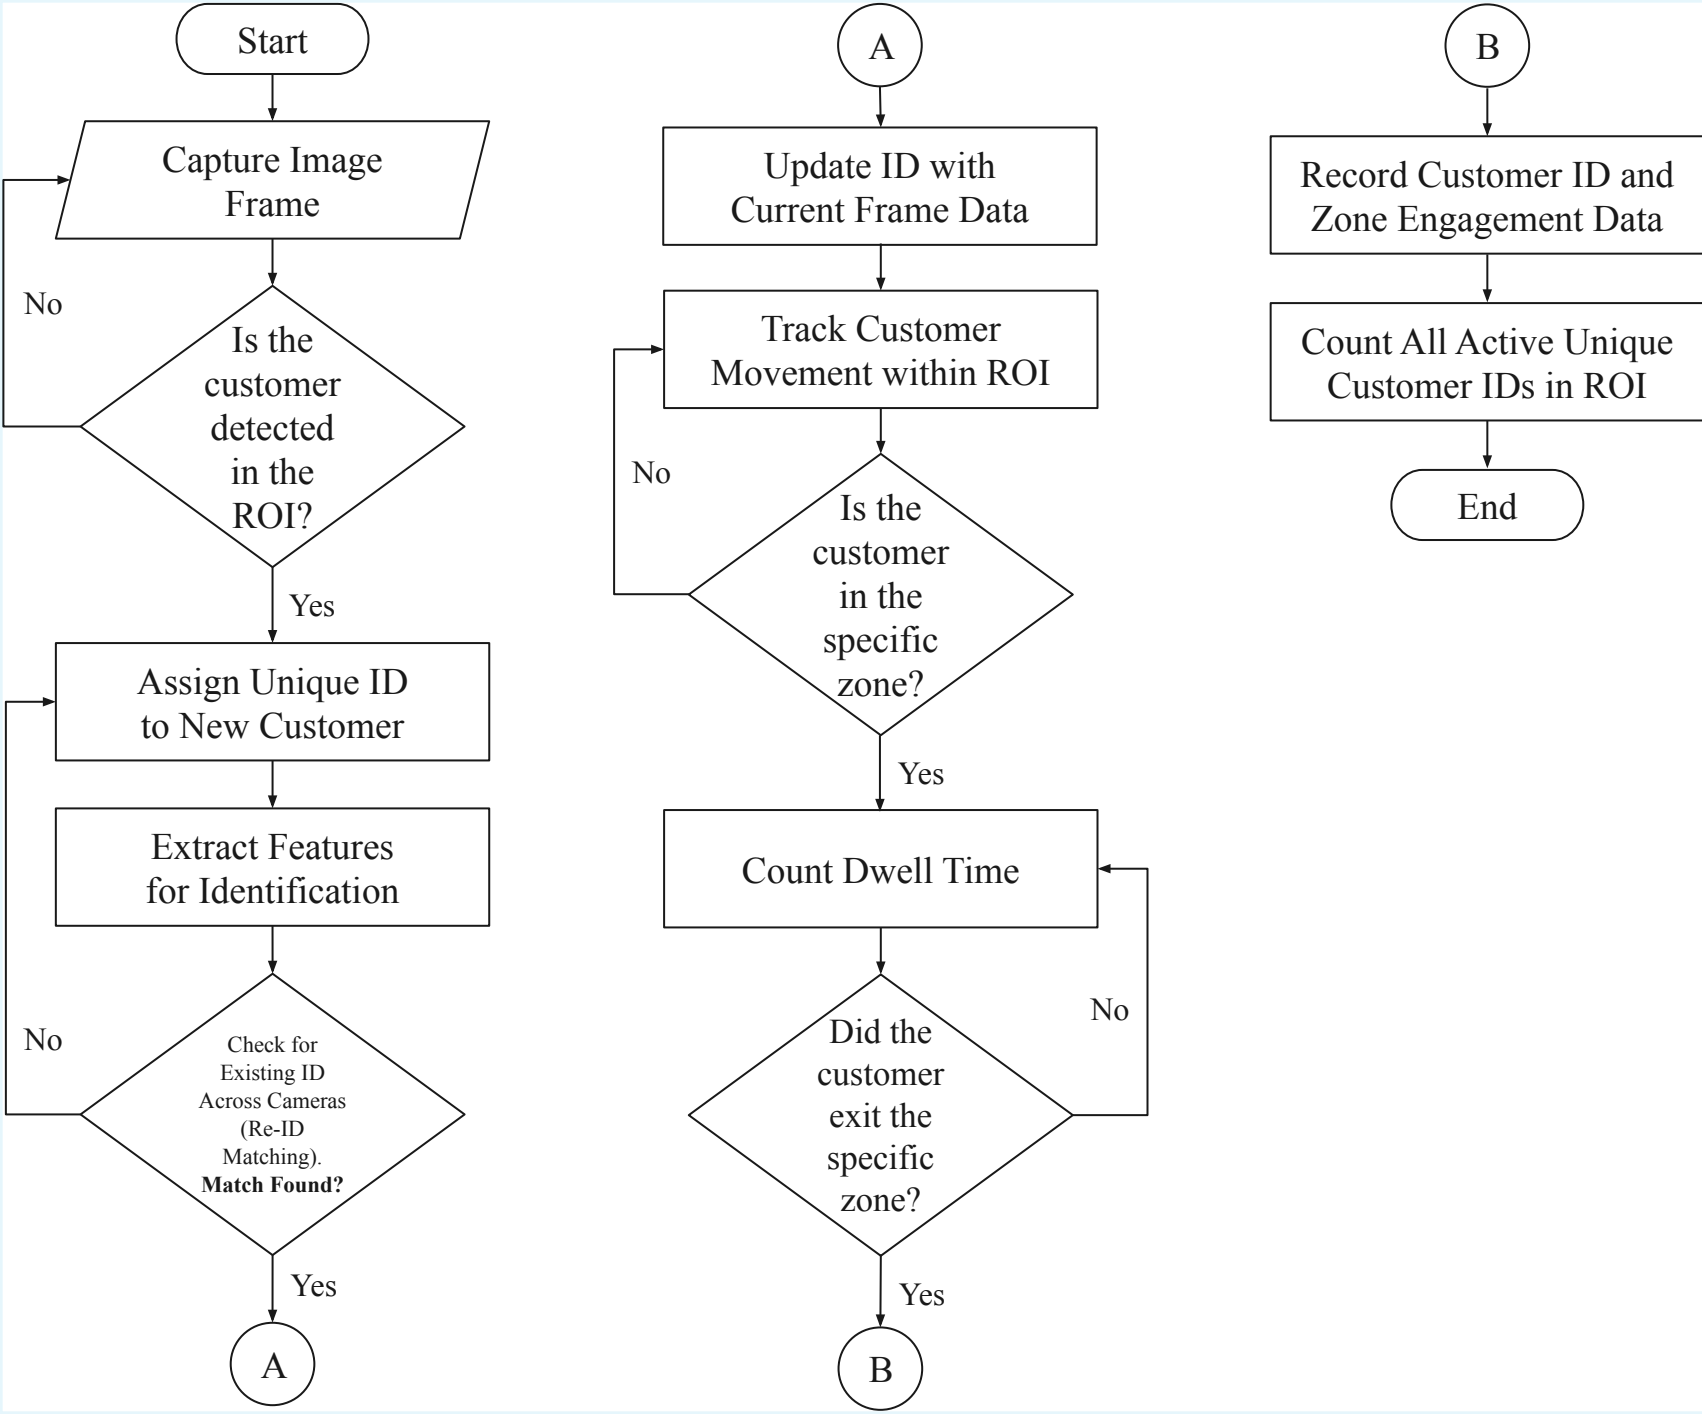 Start
Capture Image
Frame
No
Is the
customer
detected
in the
ROI?
Yes
Assign Unique ID
to New Customer
Extract Features
for Identification
No
Check for
Existing ID
Across Cameras
(Re-ID
Matching).
Match Found?
Yes
A
A
Update ID with
Current Frame Data
Track Customer
Movement within ROI
No
Is the
customer
in the
specific
zone?
Yes
Count Dwell Time
No
Did the
customer
exit the
specific
zone?
Yes
B
B
Record Customer ID and
Zone Engagement Data
Count All Active Unique
Customer IDs in ROI
End